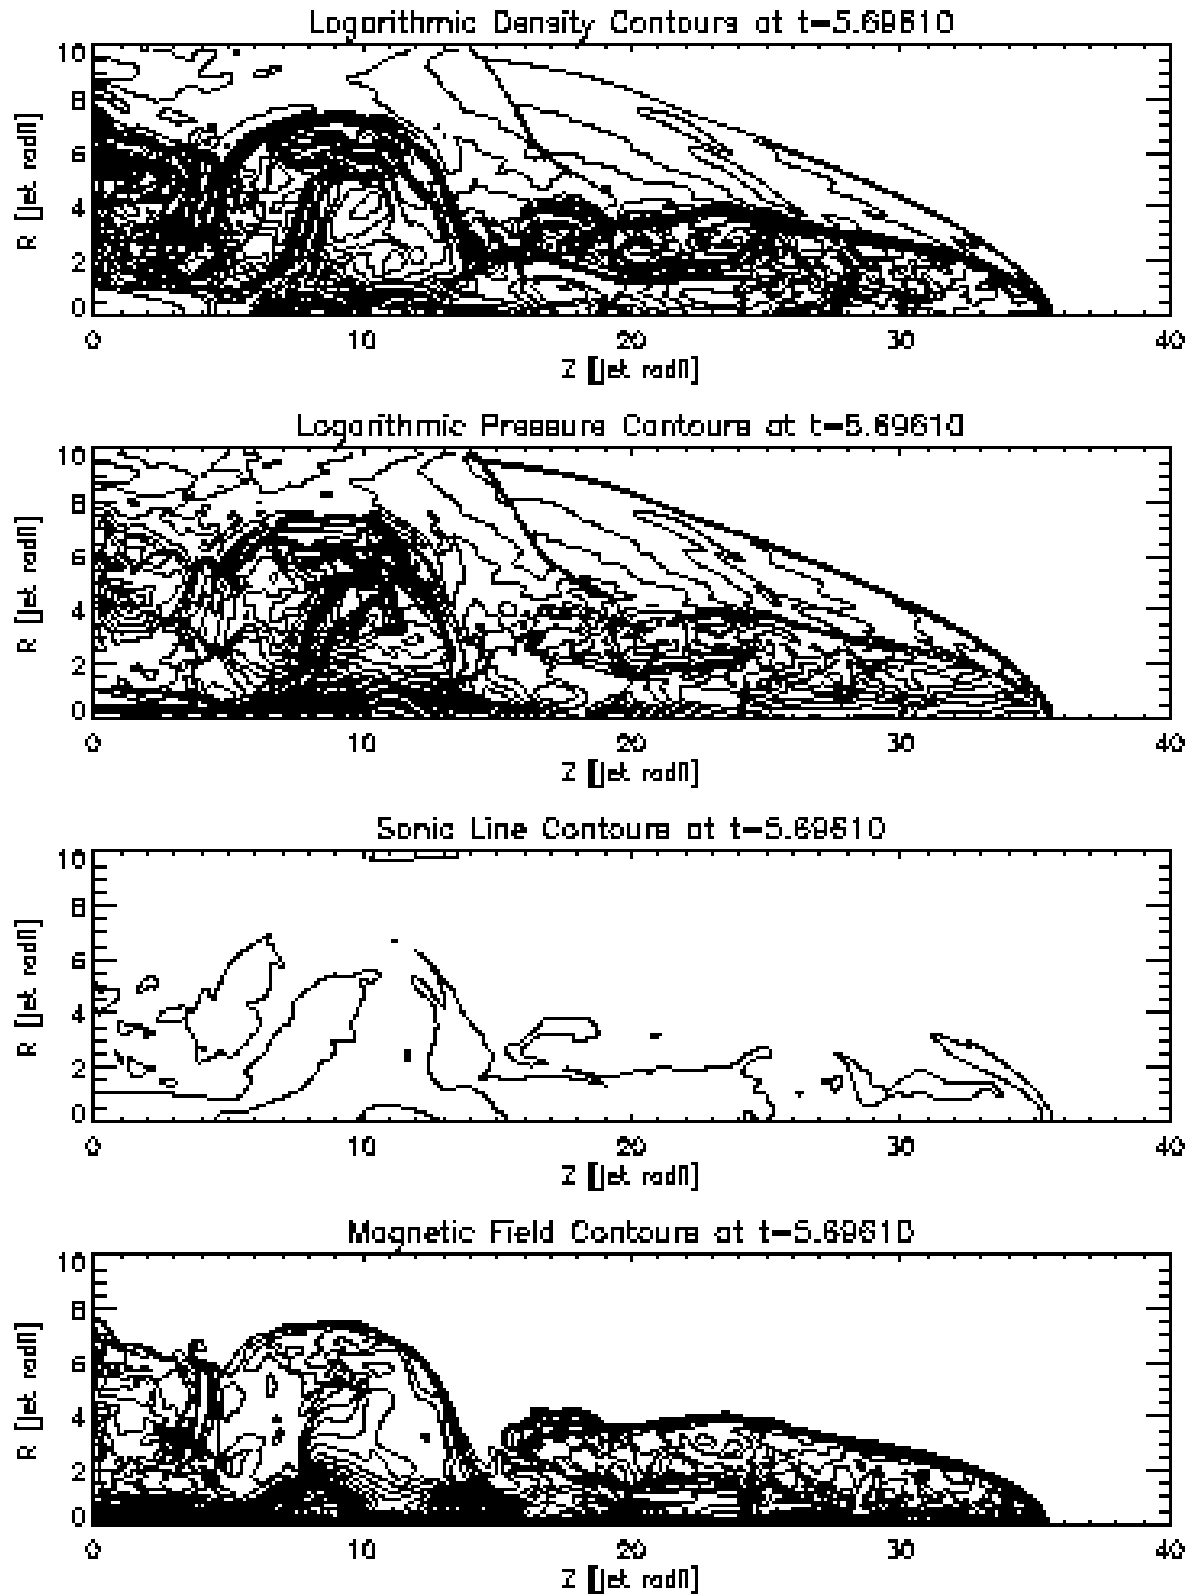 Logarithmic Density Contours at t=5.69610
R [jet radii]
10
8
6
4
2
0
0 10 20 30 40
Z [jet radii]
Logarithmic Pressure Contours at t=5.69610
R [jet radii]
10
8
6
4
2
0
0 10 20 30 40
Z [jet radii]
Sonic Line Contours at t=5.69610
R [jet radii]
10
8
6
4
2
0
0 10 20 30 40
Z [jet radii]
Magnetic Field Contours at t=5.69610
R [jet radii]
10
8
6
4
2
0
0 10 20 30 40
Z [jet radii]